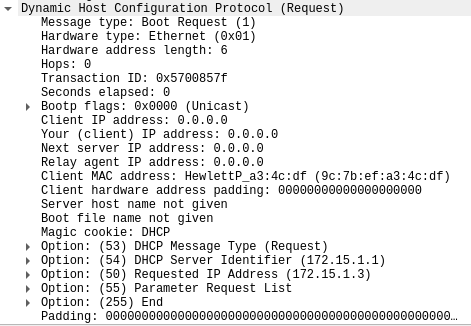 Dynamic Host Configuration Protocol (Request)
Message type: Boot Request (1)
Hardware type: Ethernet (0x01)
Hardware address length: 6
Hops: 0
Transaction ID: 0x5700857f
Seconds elapsed: 0
Bootp flags: 0x0000 (Unicast)
Client IP address: 0.0.0.0
Your (client) IP address: 0.0.0.0
Next server IP address: 0.0.0.0
Relay agent IP address: 0.0.0.0
Client MAC address: HewlettP_a3:4c:df (9c:7b:ef:a3:4c:df)
Client hardware address padding: 00000000000000000000
Server host name not given
Boot file name not given
Magic cookie: DHCP
Option: (53) DHCP Message Type (Request)
Option: (54) DHCP Server Identifier (172.15.1.1)
Option: (50) Requested IP Address (172.15.1.3)
Option: (55) Parameter Request List
Option: (255) End
Padding: 000000000000000000000000000000000000000000000000…